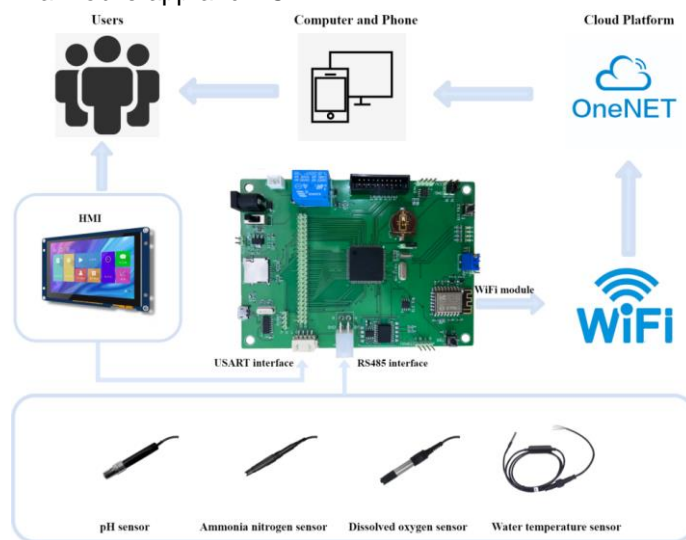 Users
Computer and Phone
Cloud Platform
OneNET
HMI
WiFi module
WiFi
USART interface
RS485 interface
pH sensor
Ammonia nitrogen sensor
Dissolved oxygen sensor
Water temperature sensor